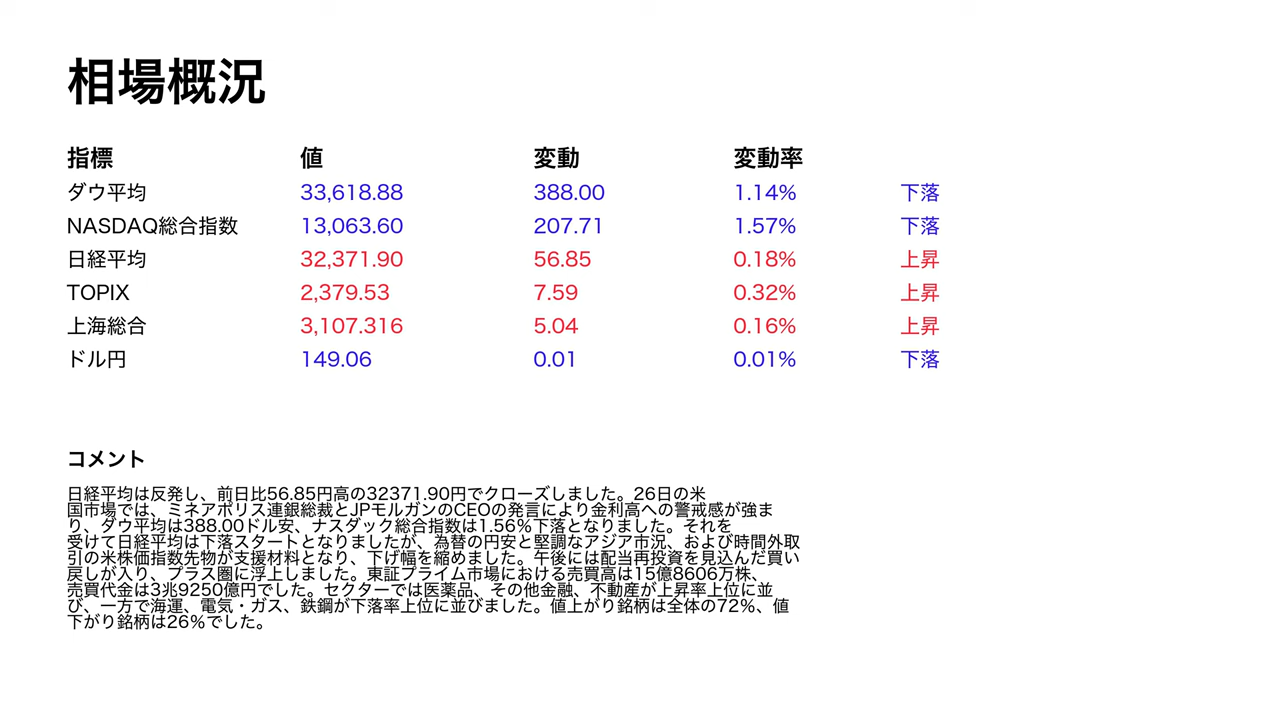 相場概況
指標 値 変動 変動率
ダウ平均 33,618.88 388.00 1.14% 下落
NASDAQ総合指数 13,063.60 207.71 1.57% 下落
日経平均 32,371.90 56.85 0.18% 上昇
TOPIX 2,379.53 7.59 0.32% 上昇
上海総合 3,107.316 5.04 0.16% 上昇
ドル円 149.06 0.01 0.01% 下落
コメント
日経平均は反発し、前日比56.85円高の32371.90円でクローズしました。26日の米
国市場では、ミネアポリス連銀総裁とJPモルガンのCEOの発言により金利高への警戒感が強ま
り、ダウ平均は388.00ドル安、ナスダック総合指数は1.56%下落となりました。それを
受けて日経平均は下落スタートとなりましたが、為替の円安と堅調なアジア市況、および時間外取
引の米株価指数先物が支援材料となり、下げ幅を縮めました。午後には配当再投資を見込んだ買い
戻しが入り、プラス圏に浮上しました。東証プライム市場における売買高は15億8606万株、
売買代金は3兆9250億円でした。セクターでは医薬品、その他金融、不動産が上昇率上位に並
び、一方で海運、電気・ガス、鉄鋼が下落率上位に並びました。値上がり銘柄は全体の72%、値
下がり銘柄は26%でした。